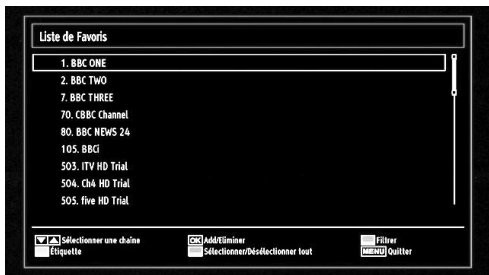 Liste de Favoris
1. BBC ONE
2. BBC TWO
7. BBC THREE
70. CBBC Channel
80. BBC NEWS 24
105. BBCi
503. ITV HD Trial
504. Ch4 HD Trial
505. five HD Trial
Sélectionner une chaîne OK Add/Eliminer Filtrer
Étiquette Sélectionner/Désélectionner tout MENU Quitter